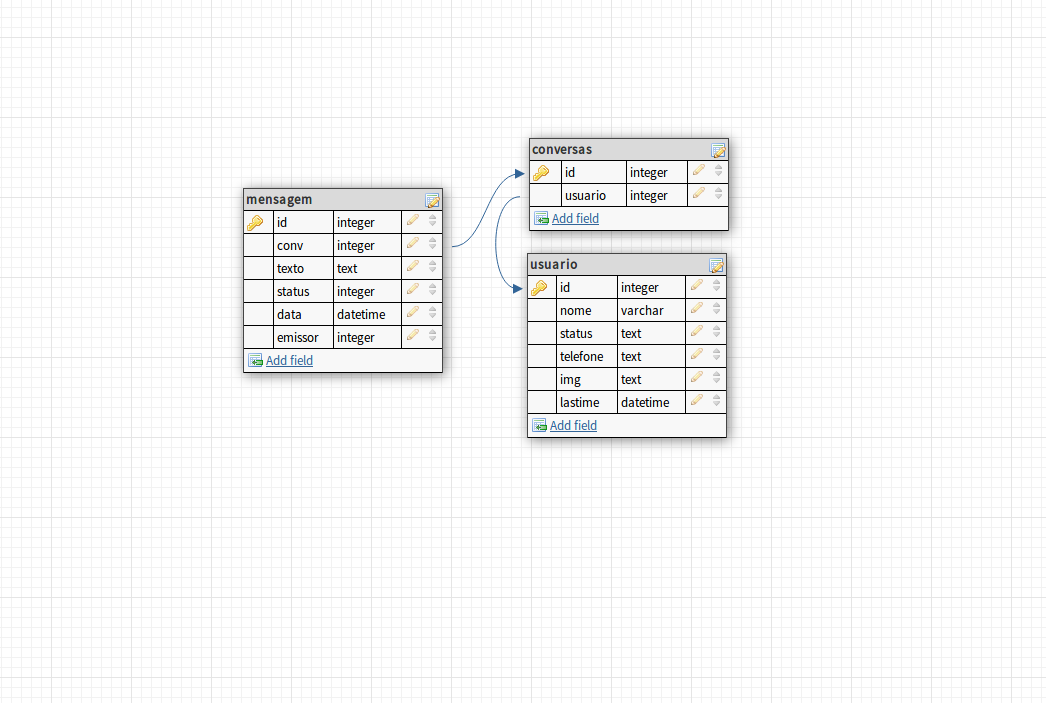 mensagem
id integer
conv integer
texto text
status integer
data datetime
emissor integer
Add field
conversas
id integer
usuario integer
Add field
usuario
id integer
nome varchar
status text
telefone text
img text
lastime datetime
Add field